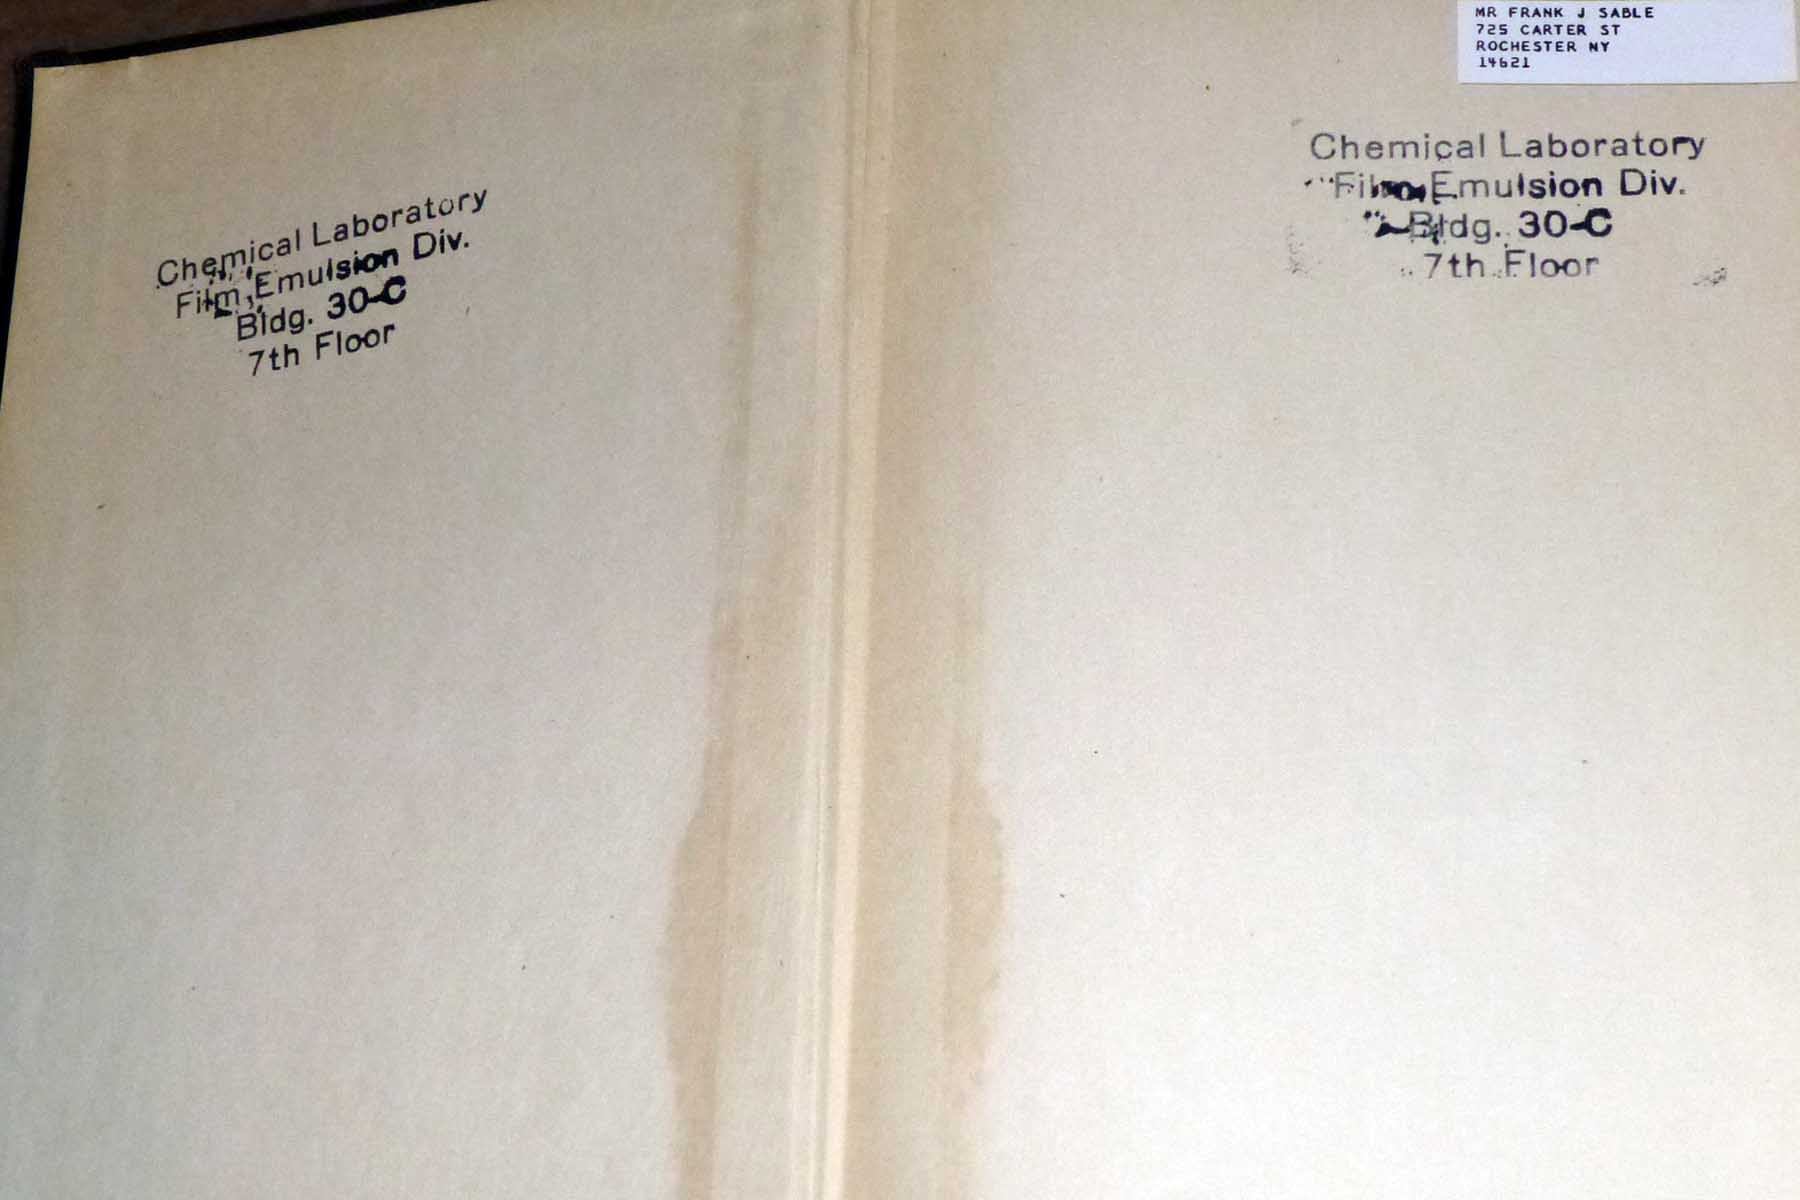 Chemical Laboratory
Film Emulsion Div.
Bldg. 30-C
7th Floor
MR FRANK J SABLE
725 CARTER ST
ROCHESTER NY
14621
Chemical Laboratory
Film Emulsion Div.
Bldg. 30-C
7th Floor